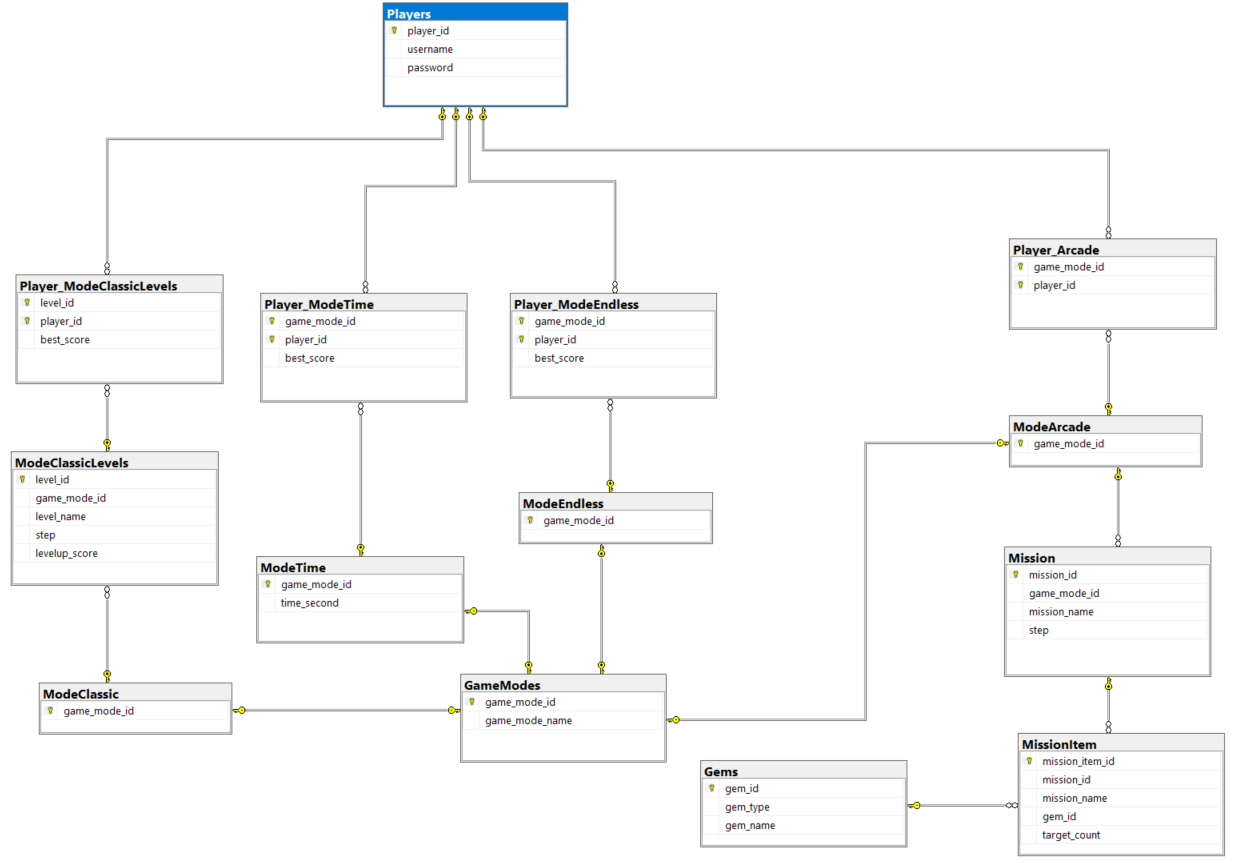 Players
player_id
username
password
Player_ModeClassicLevels
level_id
player_id
best_score
Player_ModeTime
game_mode_id
player_id
best_score
Player_ModeEndless
game_mode_id
player_id
best_score
Player_Arcade
game_mode_id
player_id
ModeClassicLevels
level_id
game_mode_id
level_name
step
levelup_score
ModeTime
game_mode_id
time_second
ModeEndless
game_mode_id
ModeArcade
game_mode_id
Mission
mission_id
game_mode_id
mission_name
step
ModeClassic
game_mode_id
GameModes
game_mode_id
game_mode_name
Gems
gem_id
gem_type
gem_name
MissionItem
mission_item_id
mission_id
mission_name
gem_id
target_count